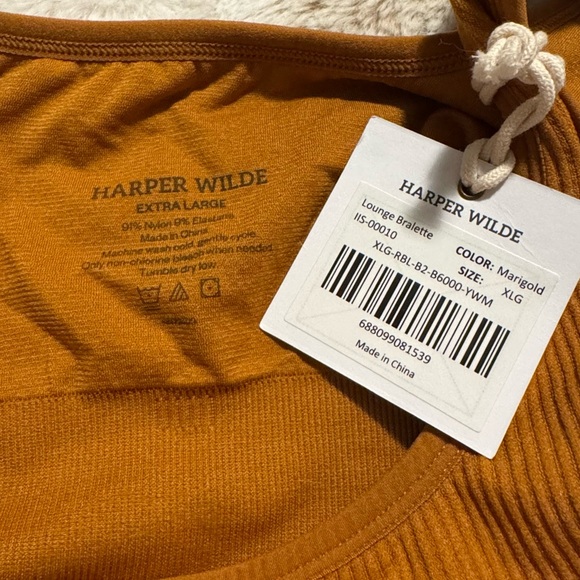 HARPER WILDE
EXTRA LARGE
91% Nylon 9% Elastane
Made in China
Machine wash cold, gentle cycle.
Only non-chlorine bleach when needed.
Tumble dry low
HARPER WILDE
Lounge Bralette
IIS-00010
COLOR: Marigold
SIZE: XLG
XLG-RBL-B2-B6000-YWM
688099081539
Made in China